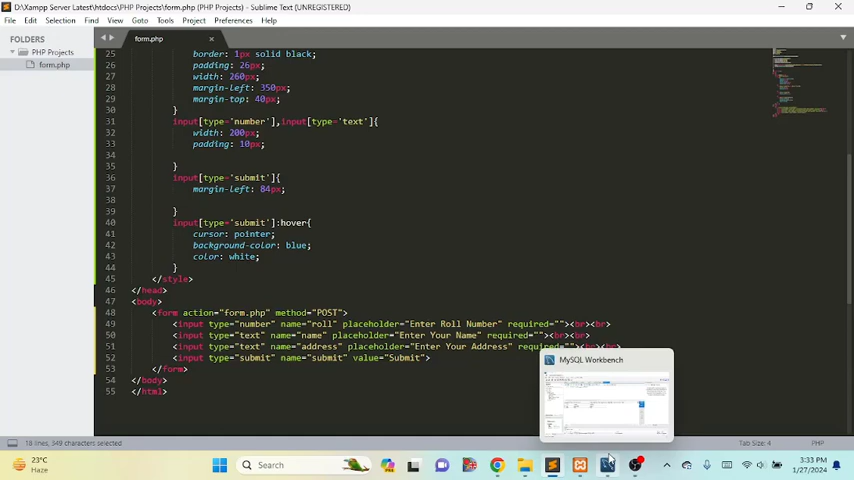 D:\Xampp Server Latest\htdocs\form.php (PHP Projects) - Sublime Text (UNREGISTERED)
File Edit Selection Find View Goto Tools Project Preferences Help
FOLDERS
PHP Projects
form.php
form.php
25 border: 1px solid black;
26 padding: 26px;
27 width: 260px;
28 margin-left: 350px;
29 margin-top: 40px;
30 }
31 input[type='number'],input[type='text']{
32 width: 200px;
33 padding: 10px;
34
35 }
36 input[type='submit']{
37 margin-left: 84px;
38
39 }
40 input[type='submit']:hover{
41 cursor: pointer;
42 background-color: blue;
43 color: white;
44 }
45 </style>
46 </head>
47 <body>
48 <form action="form.php" method="POST">
49 <input type="number" name="roll" placeholder="Enter Roll Number" required=""><br><br>
50 <input type="text" name="name" placeholder="Enter Your Name" required=""><br><br>
51 <input type="text" name="address" placeholder="Enter Your Address" required=""><br><br>
52 <input type="submit" name="submit" value="Submit">
53 </form>
54 </body>
55 </html>
MySQL Workbench
18 lines, 349 characters selected
Tab Size: 4
PHP
23°C
Haze
Search
3:33 PM
1/27/2024